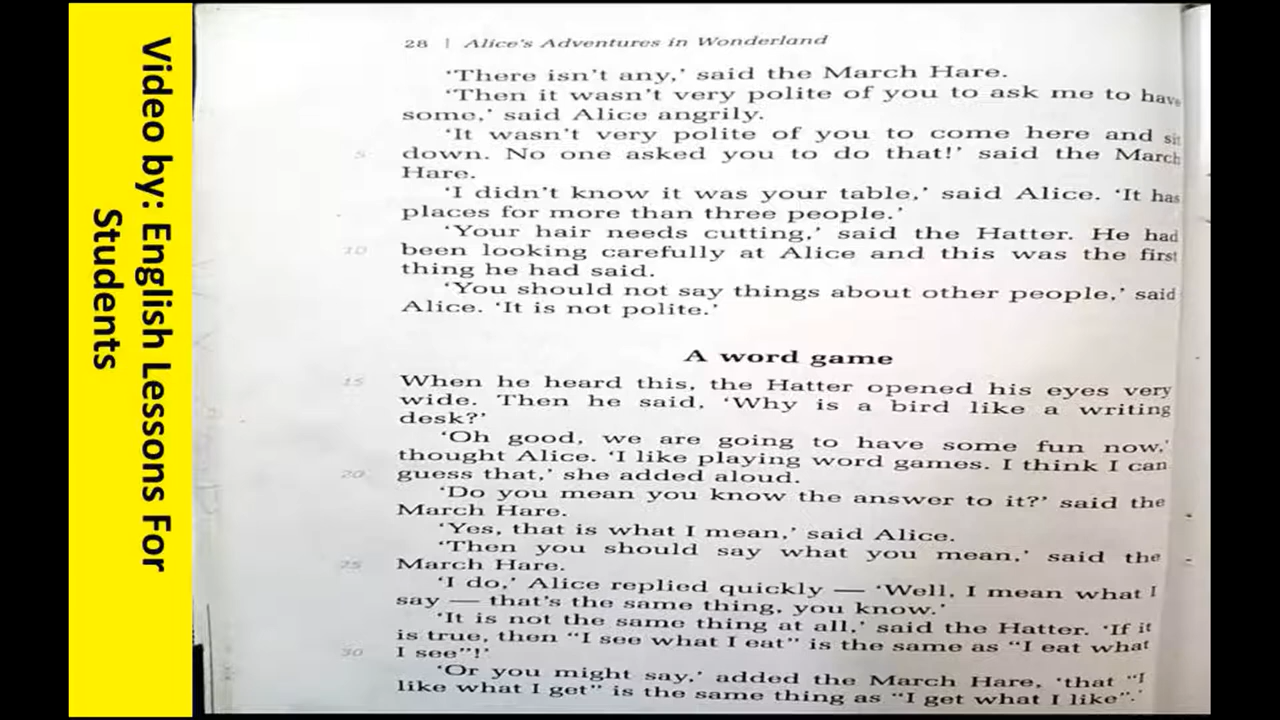 Video by: English Lessons For
Students
28 | Alice's Adventures in Wonderland
'There isn't any,' said the March Hare.
'Then it wasn't very polite of you to ask me to have
some,' said Alice angrily.
'It wasn't very polite of you to come here and sit
5 down. No one asked you to do that!' said the March
Hare.
'I didn't know it was your table,' said Alice. 'It has
places for more than three people.'
'Your hair needs cutting,' said the Hatter. He had
10 been looking carefully at Alice and this was the first
thing he had said.
'You should not say things about other people,' said
Alice. 'It is not polite.'
A word game
15 When he heard this, the Hatter opened his eyes very
wide. Then he said, 'Why is a bird like a writing
desk?'
'Oh good, we are going to have some fun now,'
thought Alice. 'I like playing word games. I think I can
20 guess that,' she added aloud.
'Do you mean you know the answer to it?' said the
March Hare.
'Yes, that is what I mean,' said Alice.
'Then you should say what you mean,' said the
25 March Hare.
'I do,' Alice replied quickly — 'Well, I mean what I
say — that's the same thing, you know.'
'It is not the same thing at all,' said the Hatter. 'If it
is true, then "I see what I eat" is the same as "I eat what
30 I see"!'
'Or you might say,' added the March Hare, 'that "I
like what I get" is the same thing as "I get what I like".'